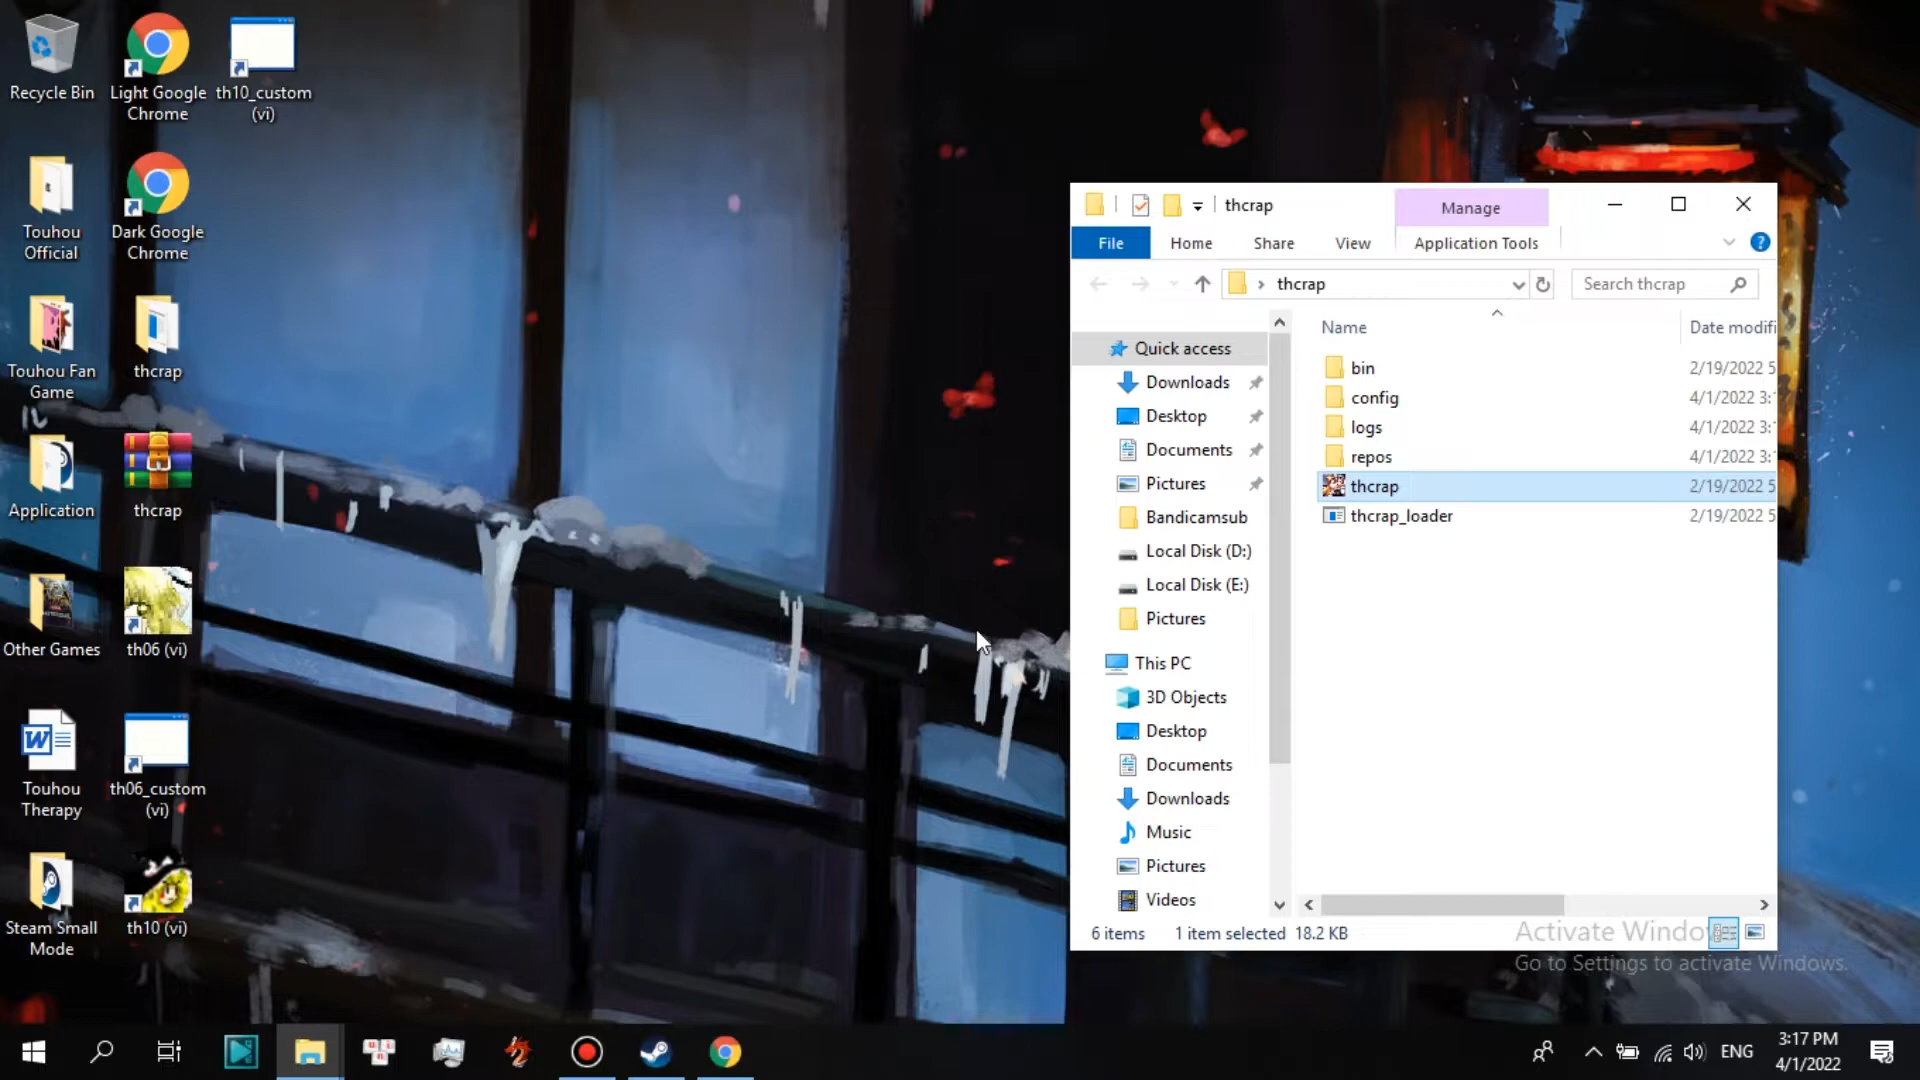 Recycle Bin
Light Google
Chrome
th10_custom
(vi)
Touhou
Official
Dark Google
Chrome
Touhou Fan
Game
thcrap
Application
thcrap
Other Games
th06 (vi)
Touhou
Therapy
th06_custom
(vi)
Steam Small
Mode
th10 (vi)
thcrap
Manage
File
Home
Share
View
Application Tools
thcrap
Search thcrap
Name
Date modifi
Quick access
Downloads
Desktop
Documents
Pictures
Bandicamsub
Local Disk (D:)
Local Disk (E:)
Pictures
This PC
3D Objects
Desktop
Documents
Downloads
Music
Pictures
Videos
bin
2/19/2022 5
config
4/1/2022 3:
logs
4/1/2022 3:
repos
4/1/2022 3:
thcrap
2/19/2022 5
thcrap_loader
2/19/2022 5
6 items
1 item selected 18.2 KB
Activate Windo
Go to Settings to activate Windows.
ENG
3:17 PM
4/1/2022